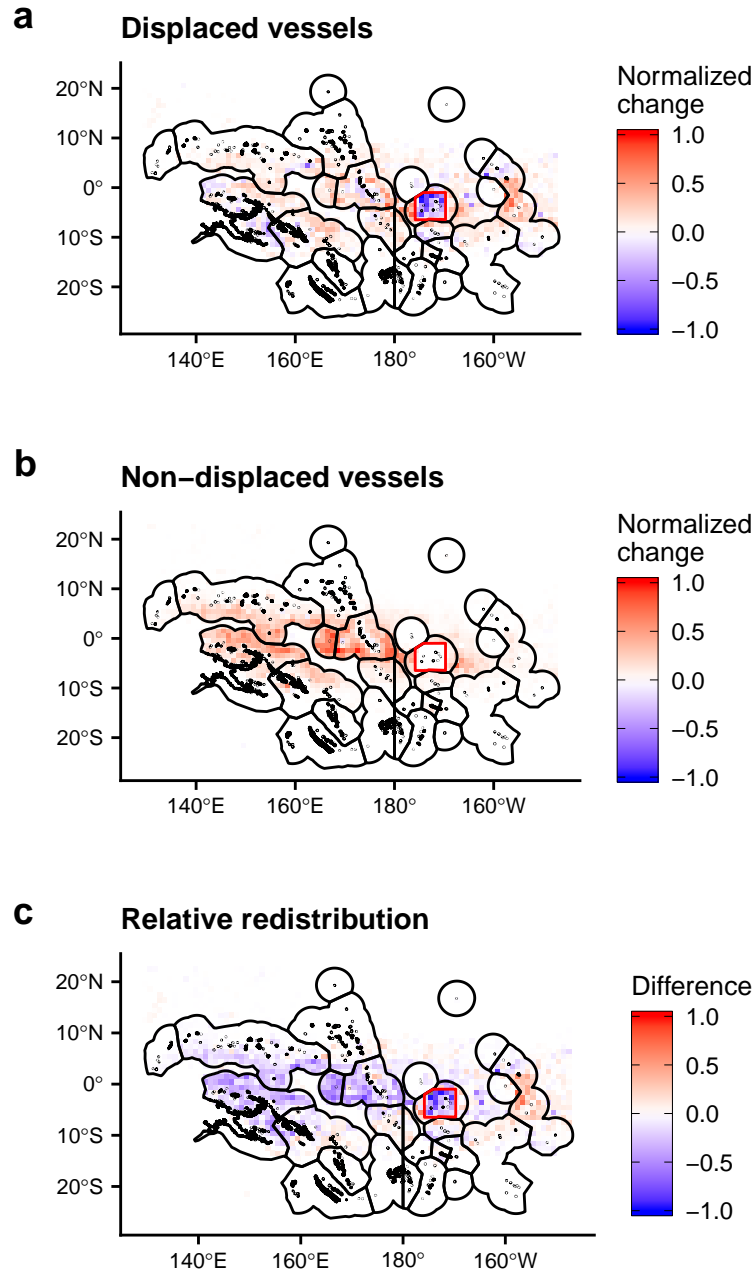 a
Displaced vessels
Normalized
change
20°N
10°N
0°
10°S
20°S
140°E
160°E
180°
160°W
1.0
0.5
0.0
−0.5
−1.0
b
Non−displaced vessels
Normalized
change
20°N
10°N
0°
10°S
20°S
140°E
160°E
180°
160°W
1.0
0.5
0.0
−0.5
−1.0
c
Relative redistribution
Difference
20°N
10°N
0°
10°S
20°S
140°E
160°E
180°
160°W
1.0
0.5
0.0
−0.5
−1.0